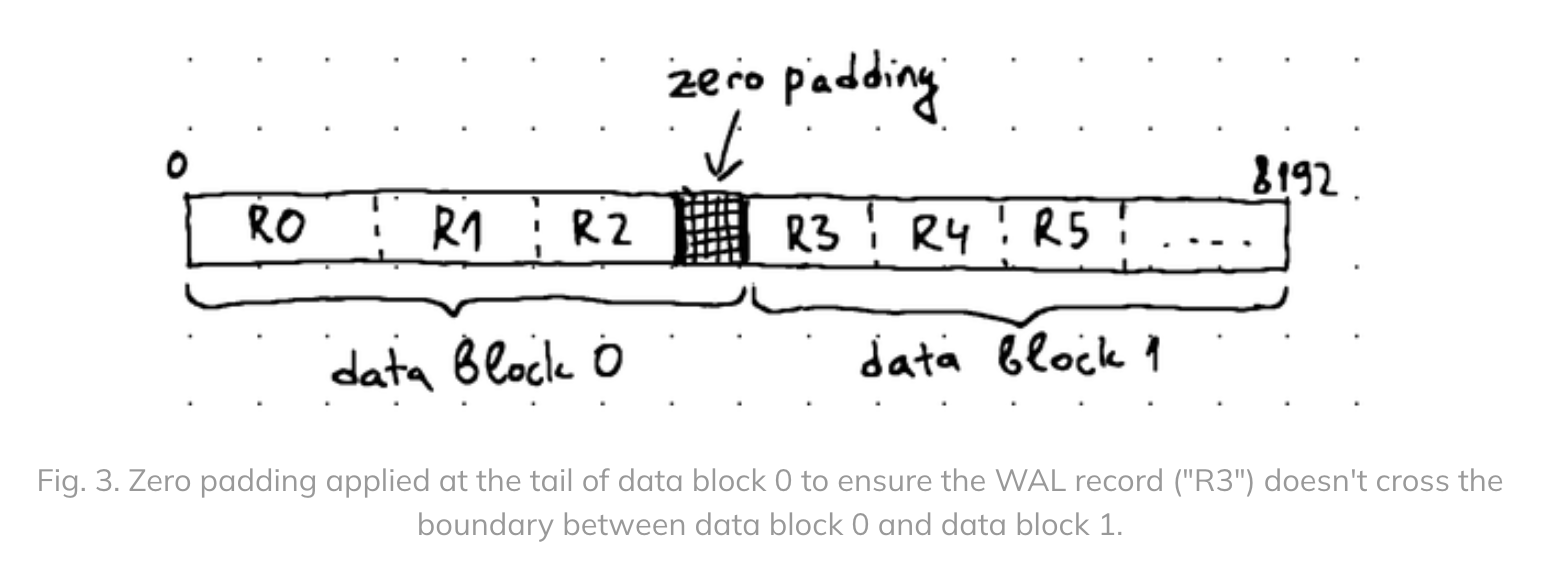 zero padding
0
8192
R0 R1 R2 R3 R4 R5 .---.
data block 0
data block 1
Fig. 3. Zero padding applied at the tail of data block 0 to ensure the WAL record ("R3") doesn't cross the
boundary between data block 0 and data block 1.